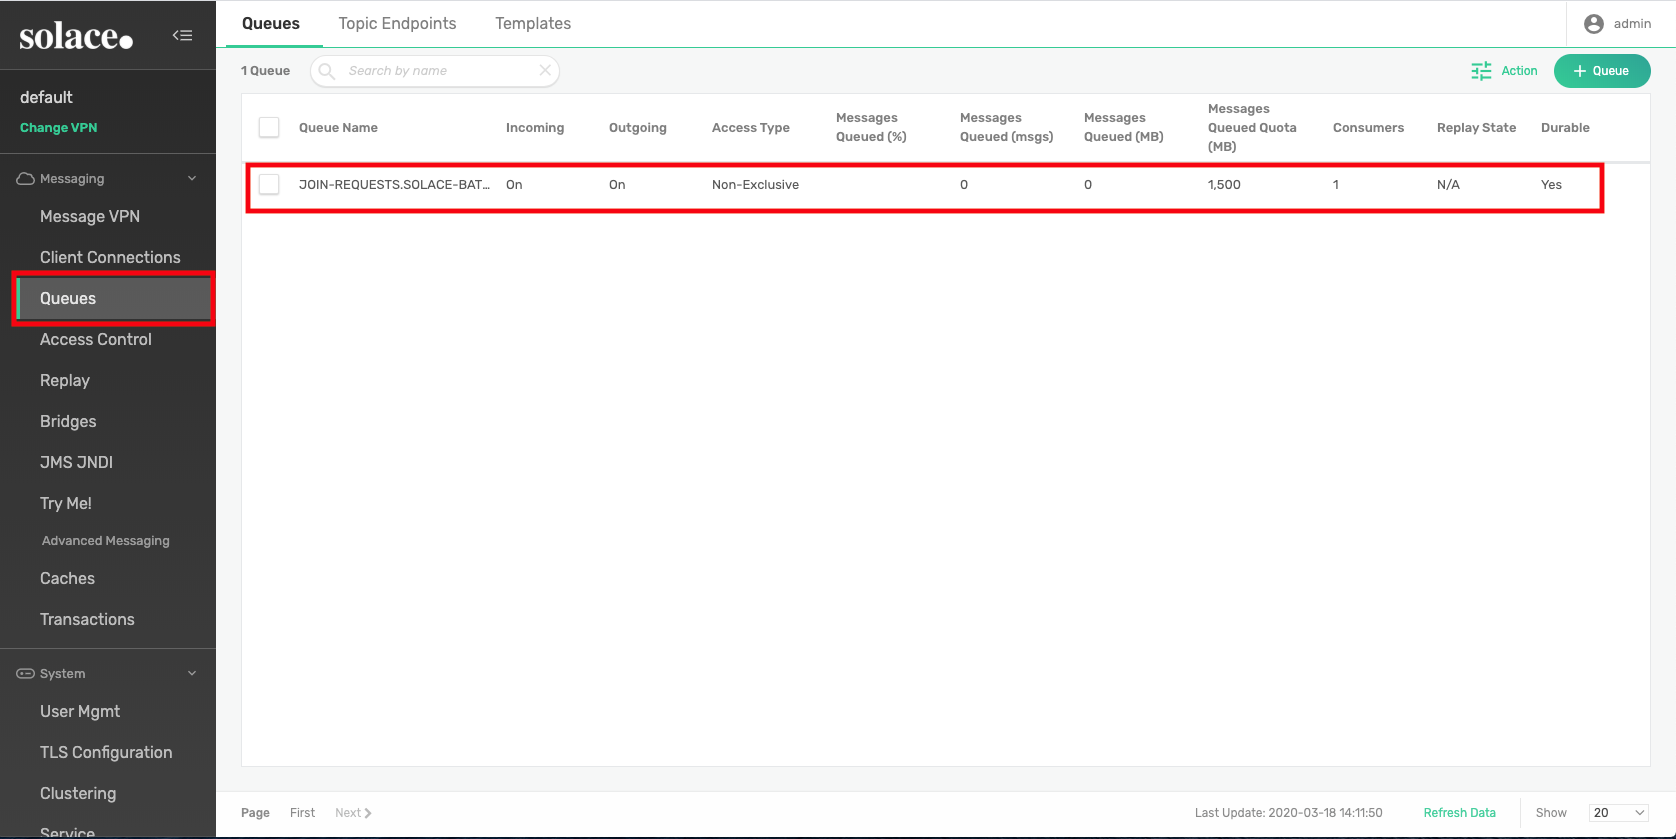 solace.
default
Change VPN
Messaging
Message VPN
Client Connections
Queues
Access Control
Replay
Bridges
JMS JNDI
Try Me!
Advanced Messaging
Caches
Transactions
System
User Mgmt
TLS Configuration
Clustering
Service
Queues Topic Endpoints Templates
admin
1 Queue Search by name
Action + Queue
Queue Name Incoming Outgoing Access Type Messages Queued (%) Messages Queued (msgs) Messages Queued (MB) Messages Queued Quota (MB) Consumers Replay State Durable
JOIN-REQUESTS.SOLACE-BAT... On On Non-Exclusive 0 0 1,500 1 N/A Yes
Page First Next
Last Update: 2020-03-18 14:11:50 Refresh Data Show 20